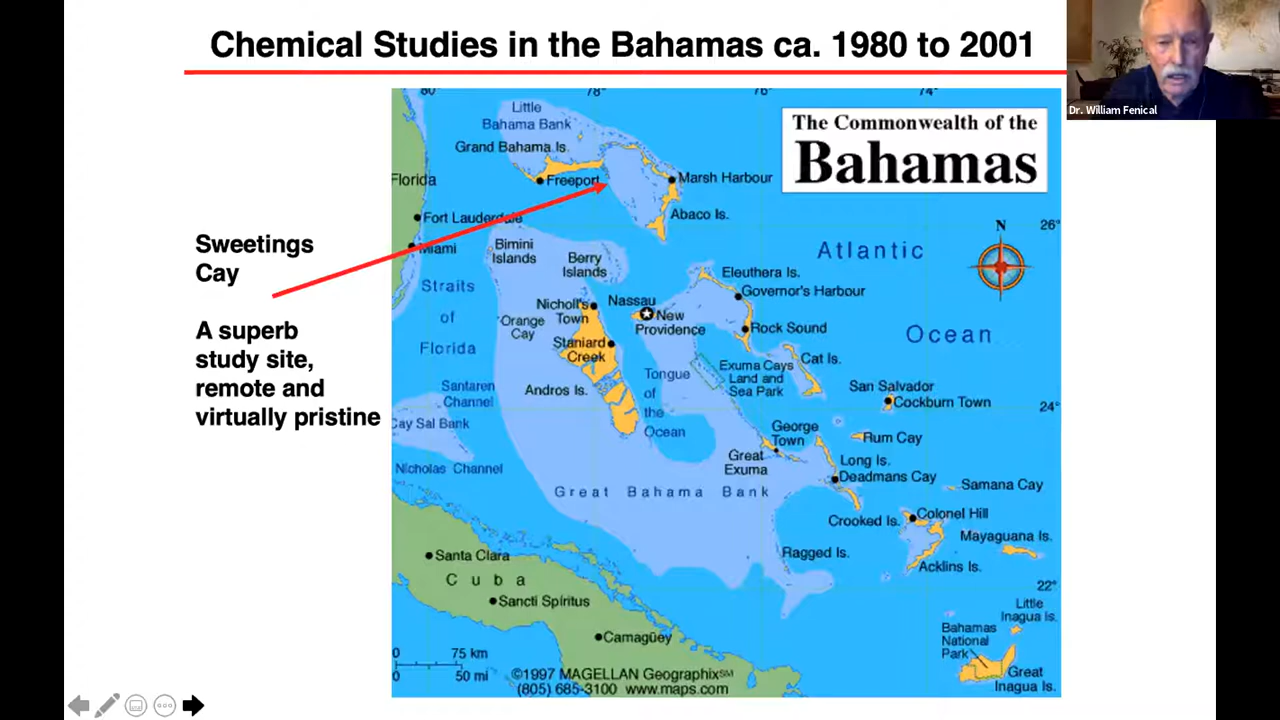 Chemical Studies in the Bahamas ca. 1980 to 2001
Dr. William Fenical
Sweetings
Cay
A superb
study site,
remote and
virtually pristine
80°
78°
76°
74°
The Commonwealth of the
Bahamas
Little
Bahama Bank
Grand Bahama Is.
Florida
Freeport
Marsh Harbour
Fort Lauderdale
Abaco Is.
N
26°
Miami
Bimini
Islands
Berry
Islands
Atlantic
Eleuthera Is.
Straits
of
Florida
Governor's Harbour
Nicholl's
Town
Nassau
New
Providence
Orange
Cay
Rock Sound
Ocean
Staniard
Creek
Exuma Cays
Land and
Sea Park
Cat Is.
Tongue
of
the
Ocean
Santaren
Channel
Andros Is.
San Salvador
Cockburn Town
24°
Cay Sal Bank
George
Town
Rum Cay
Nicholas Channel
Great
Exuma
Long Is.
Deadmans Cay
Samana Cay
Great Bahama Bank
Crooked Is.
Colonel Hill
Mayaguana Is.
Ragged Is.
Acklins Is.
Santa Clara
Cuba
22°
Sancti Spíritus
Little
Inagua Is.
Bahamas
National
Park
Camagüey
Great
Inagua Is.
0 75 km
0 50 mi
©1997 MAGELLAN Geographix℠
(805) 685-3100 www.maps.com